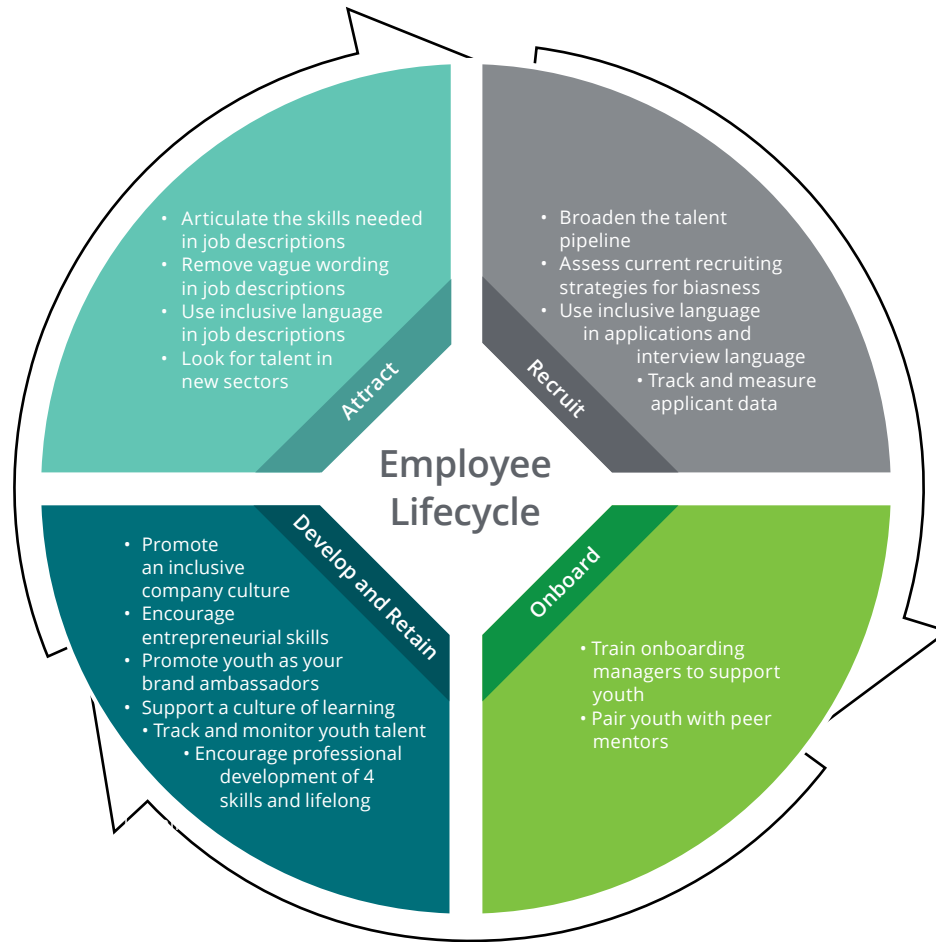 • Articulate the skills needed
in job descriptions
• Remove vague wording
in job descriptions
• Use inclusive language
in job descriptions
• Look for talent in
new sectors
Attract
• Broaden the talent
pipeline
• Assess current recruiting
strategies for biasness
• Use inclusive language
in applications and
interview language
• Track and measure
applicant data
Recruit
Employee
Lifecycle
• Promote
an inclusive
company culture
• Encourage
entrepreneurial skills
• Promote youth as your
brand ambassadors
• Support a culture of learning
• Track and monitor youth talent
• Encourage professional
development of 4
skills and lifelong
Develop and Retain
Onboard
• Train onboarding
managers to support
youth
• Pair youth with peer
mentors